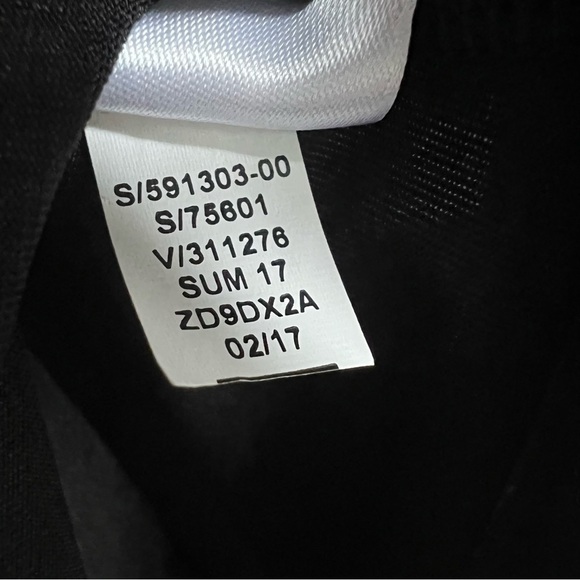 S/591303-00
S/75601
V/311276
SUM 17
ZD9DX2A
02/17